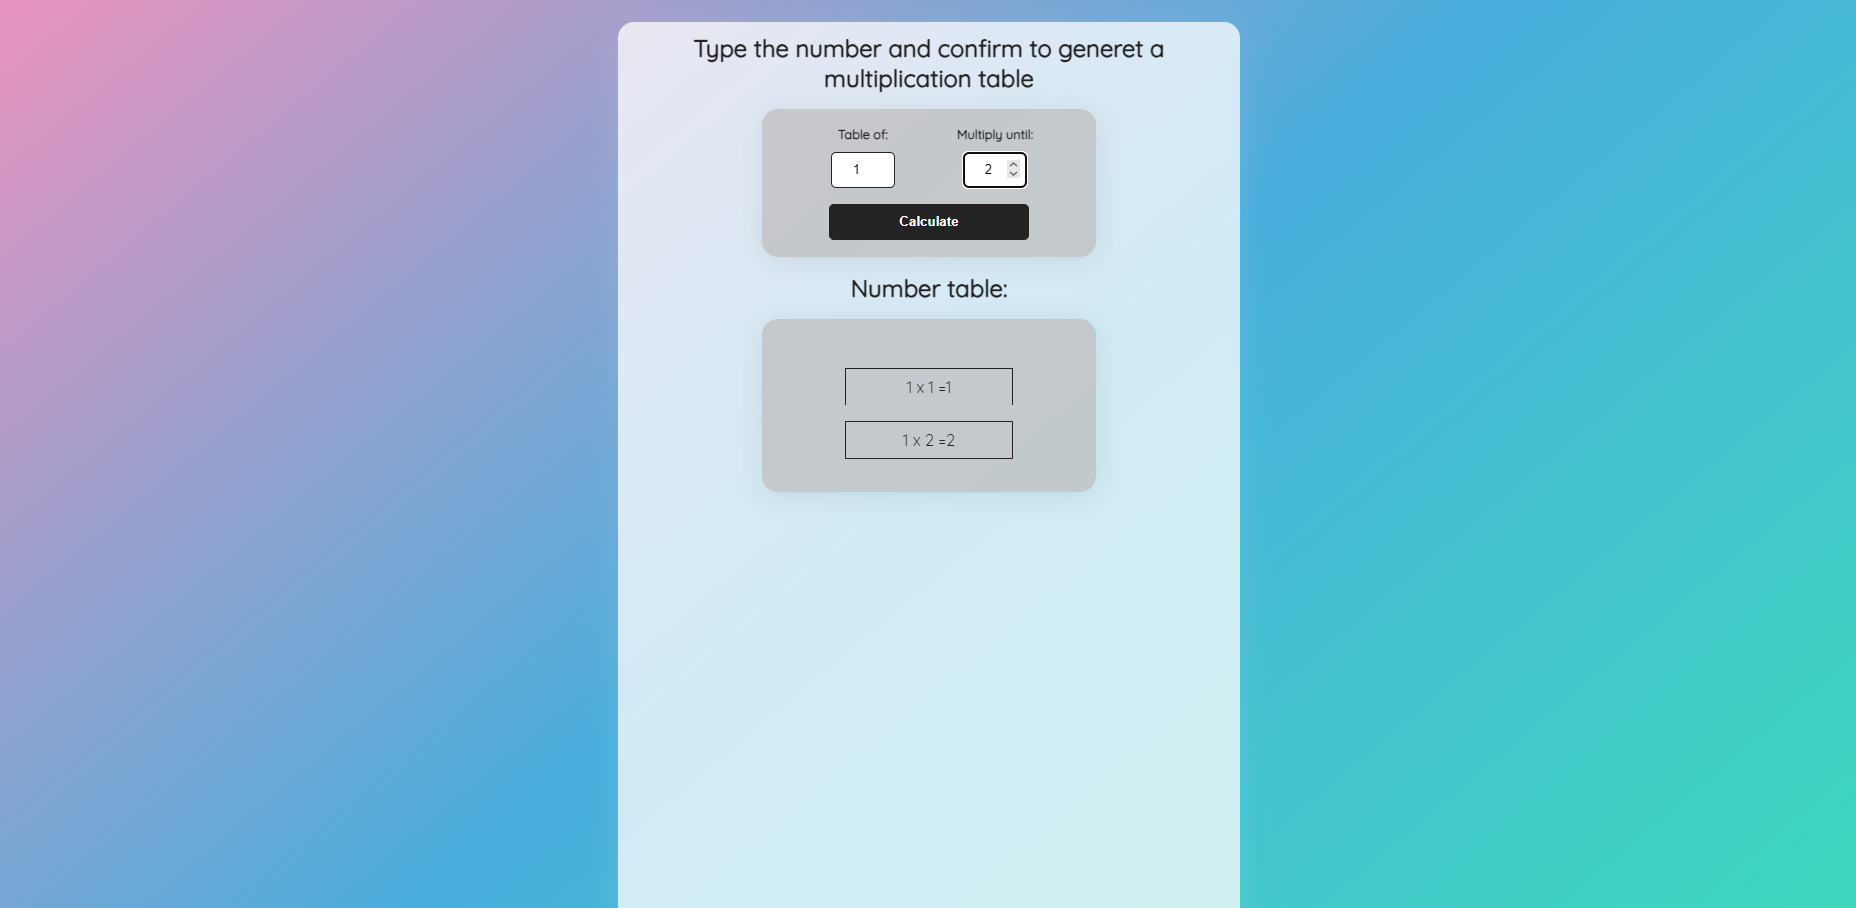 Type the number and confirm to generet a
multiplication table
Table of:
Multiply until:
1
2
Calculate
Number table:
1 x 1 =1
1 x 2 =2